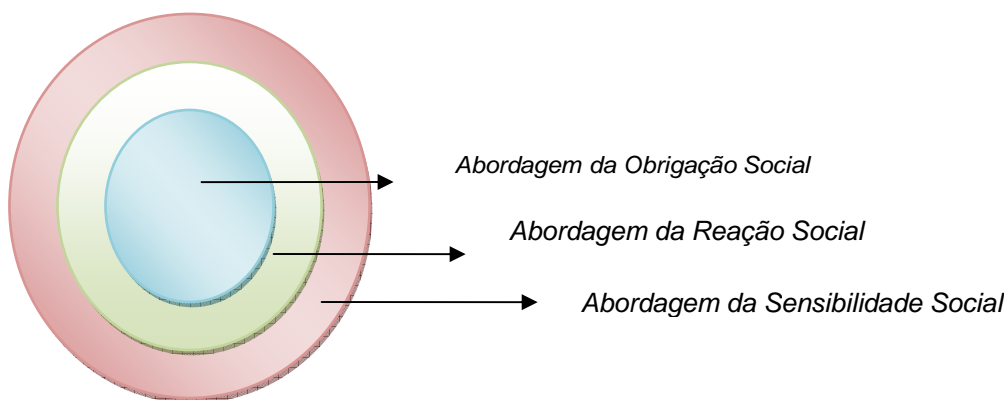 Abordagem da Obrigação Social
Abordagem da Reação Social
Abordagem da Sensibilidade Social